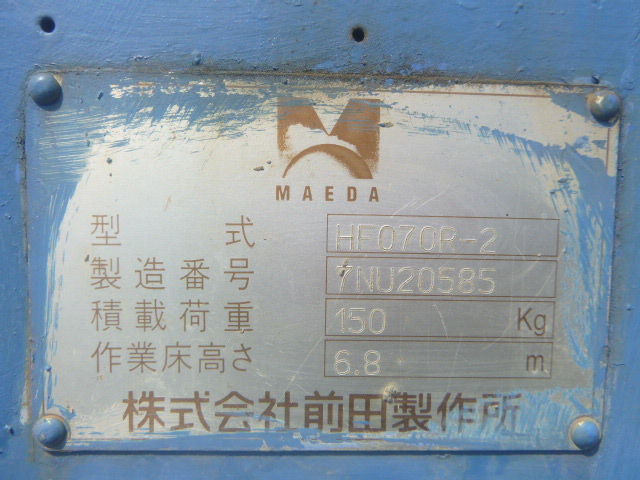 MAEDA
型式 HF070R-2
製造番号 7NU20585
積載荷重 150 Kg
作業床高さ 6.8 m
株式会社前田製作所